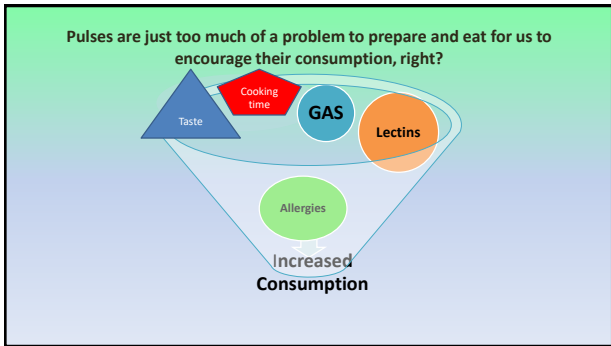 Pulses are just too much of a problem to prepare and eat for us to
encourage their consumption, right?
Cooking
time
Taste
GAS
Lectins
Allergies
Increased
Consumption